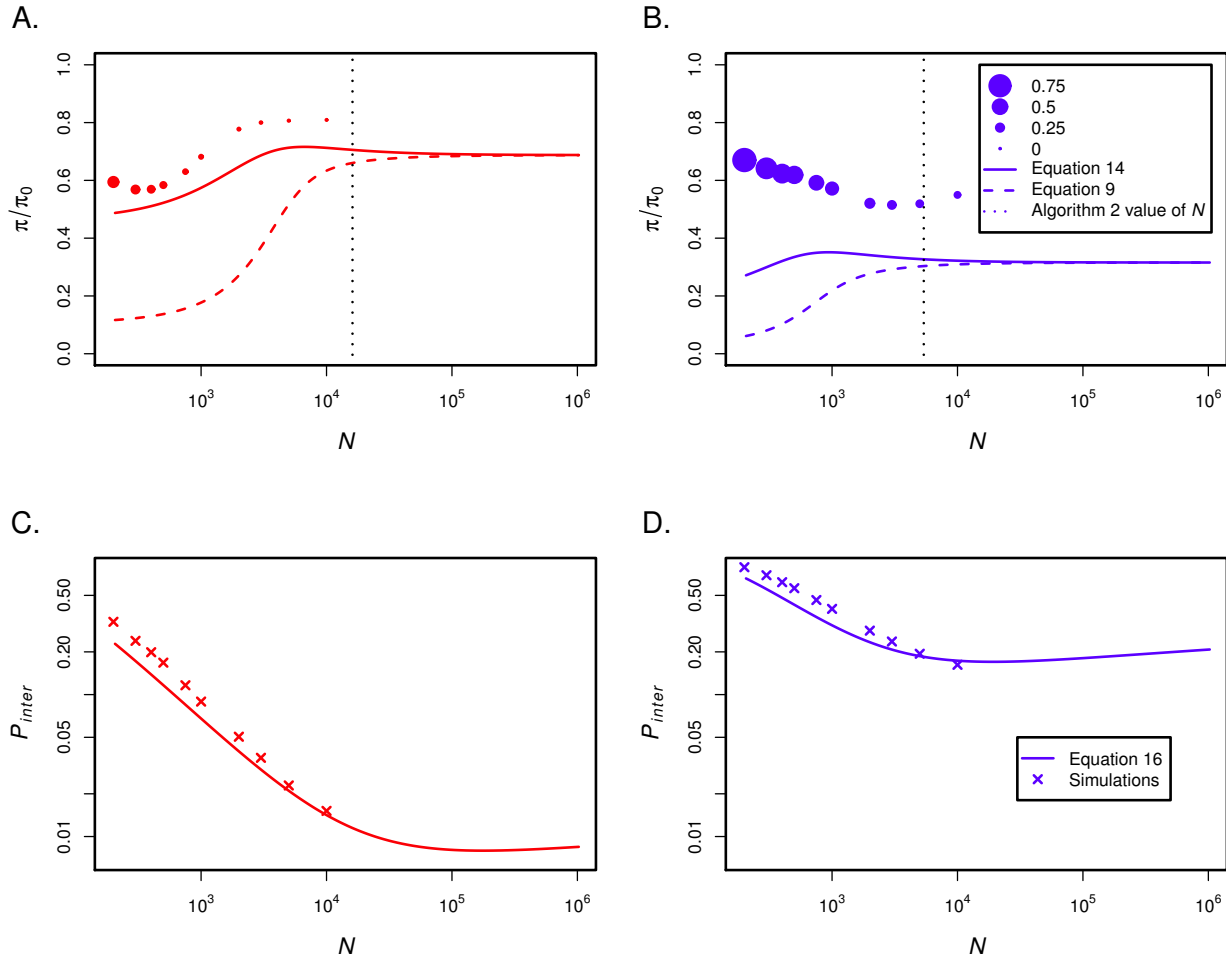 A.
π/π0
1.0
0.8
0.6
0.4
0.2
0.0
10^3 10^4 10^5 10^6
N
B.
π/π0
1.0
0.8
0.6
0.4
0.2
0.0
0.75
0.5
0.25
0
Equation 14
Equation 9
Algorithm 2 value of N
10^3 10^4 10^5 10^6
N
C.
P_inter
0.50
0.20
0.05
0.01
10^3 10^4 10^5 10^6
N
D.
P_inter
0.50
0.20
0.05
0.01
Equation 16
Simulations
10^3 10^4 10^5 10^6
N